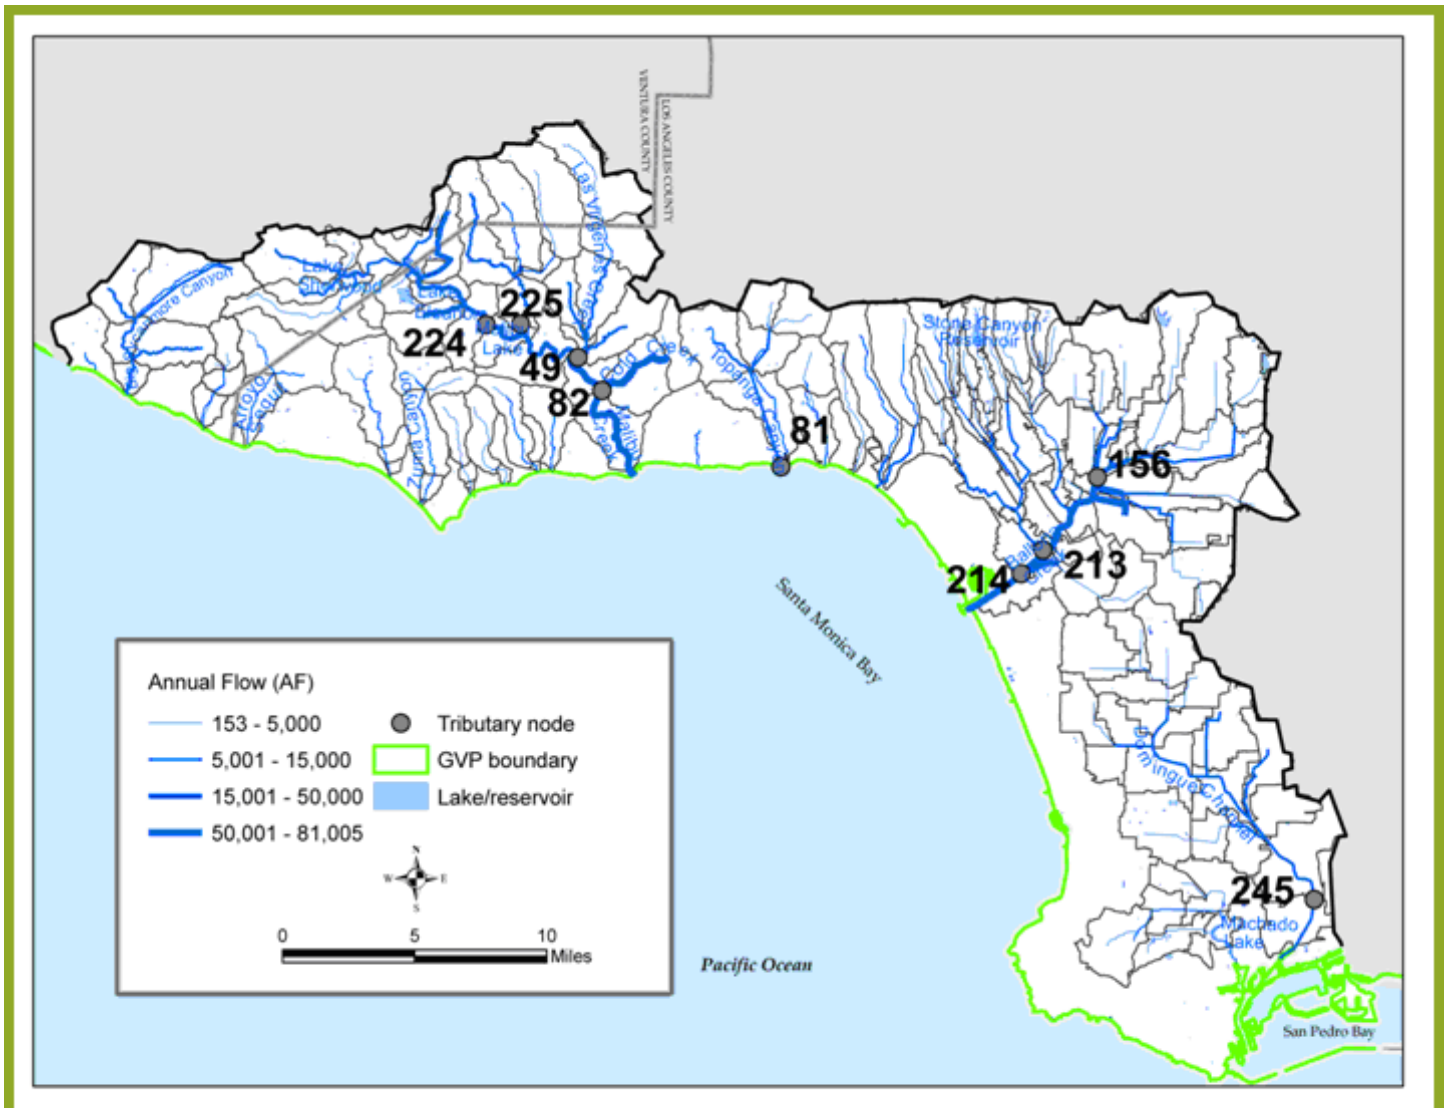 VENTURA COUNTY
LOS ANGELES COUNTY
Las Virgenes Creek
Sycamore Canyon
Lake
Sherwood
Lake
225
224
Lake
49
Cold Creek
82
Malibu
Creek
Arroyo
Sequit
Zuma Canyon
Topanga Canyon
81
Stone Canyon
Reservoir
156
Ballona
Creek
213
214
Santa Monica Bay
Dominguez Channel
245
Machado
Lake
San Pedro Bay
Pacific Ocean
Annual Flow (AF)
153 - 5,000
Tributary node
5,001 - 15,000
GVP boundary
15,001 - 50,000
Lake/reservoir
50,001 - 81,005
N
W
E
S
0
5
10
Miles